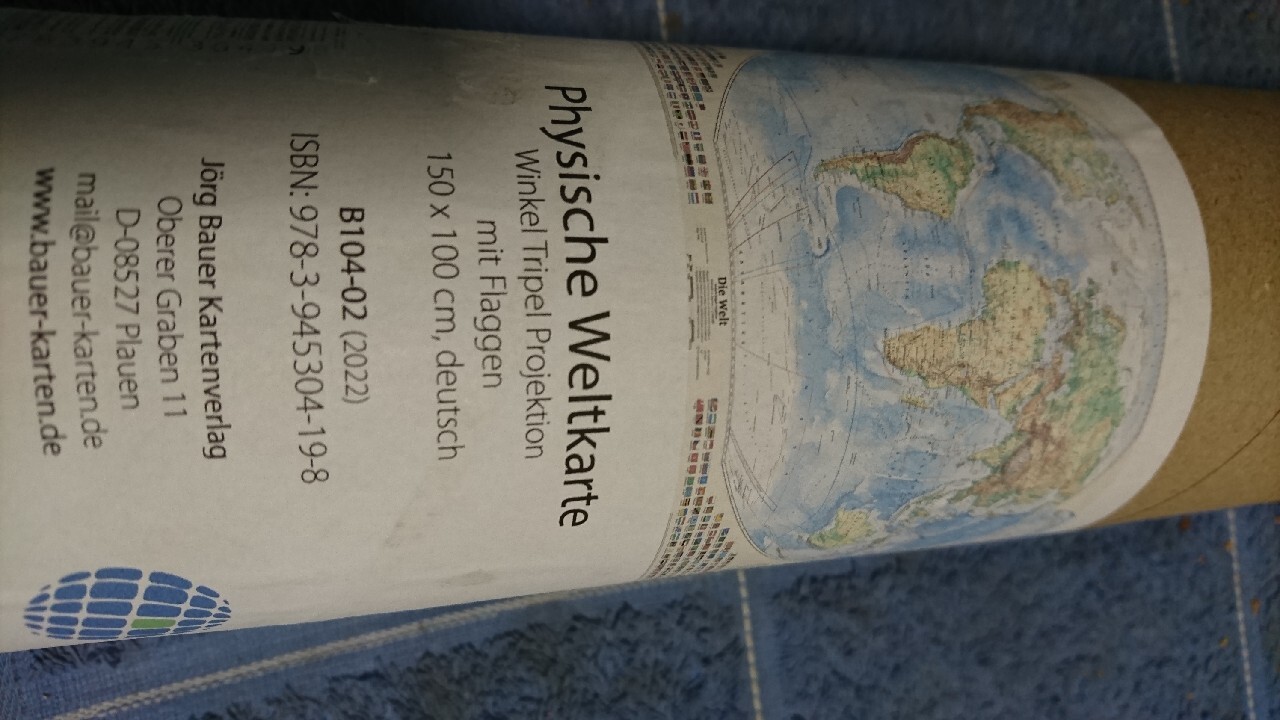 Die Welt
Physische Weltkarte
Winkel Tripel Projektion
mit Flaggen
150 x 100 cm, deutsch
B104-02 (2022)
ISBN: 978-3-945304-19-8
Jörg Bauer Kartenverlag
Oberer Graben 11
D-08527 Plauen
mail@bauer-karten.de
www.bauer-karten.de